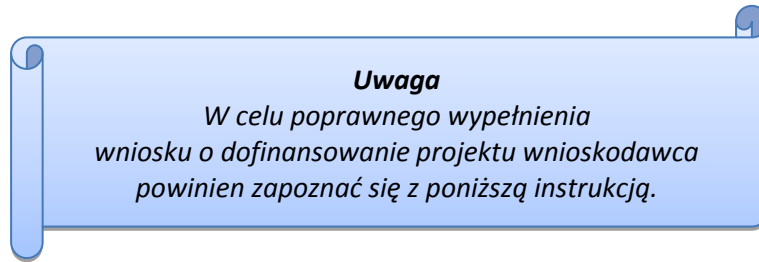 Uwaga
W celu poprawnego wypełnienia
wniosku o dofinansowanie projektu wnioskodawca
powinien zapoznać się z poniższą instrukcją.